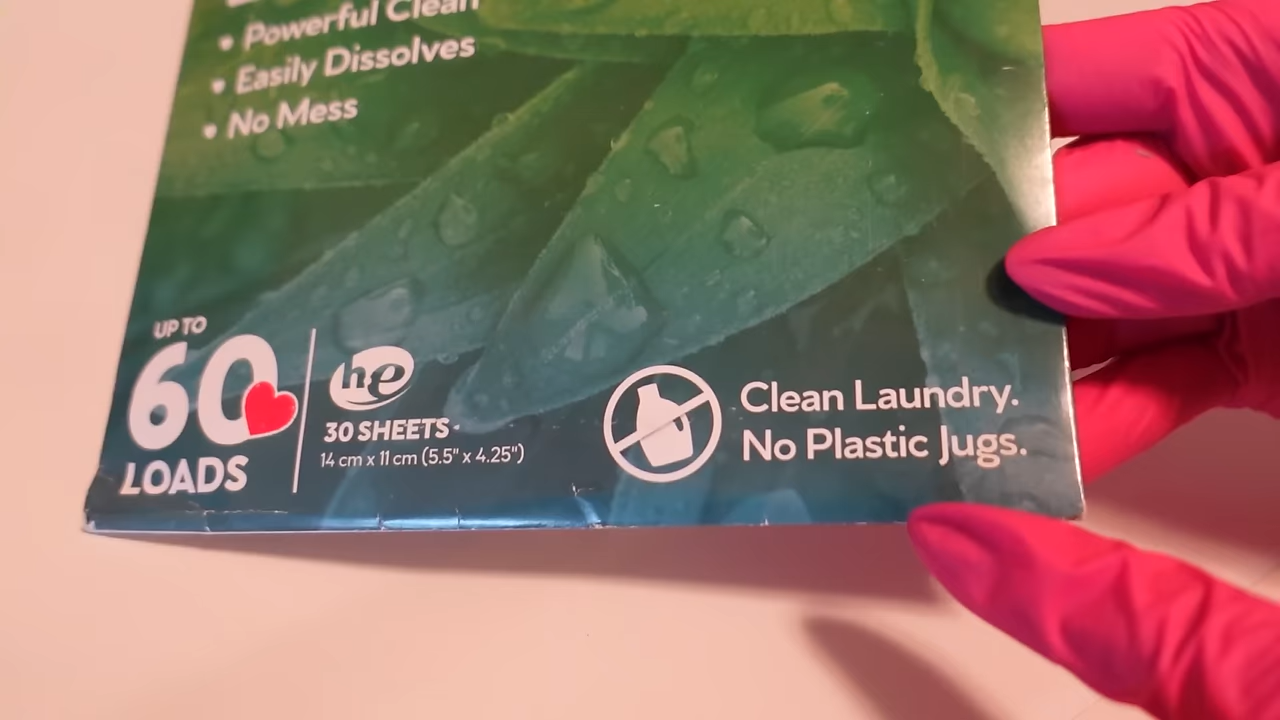 • Powerful Clean
• Easily Dissolves
• No Mess
UP TO
60
LOADS
he
30 SHEETS
14 cm x 11 cm (5.5" x 4.25")
Clean Laundry.
No Plastic Jugs.